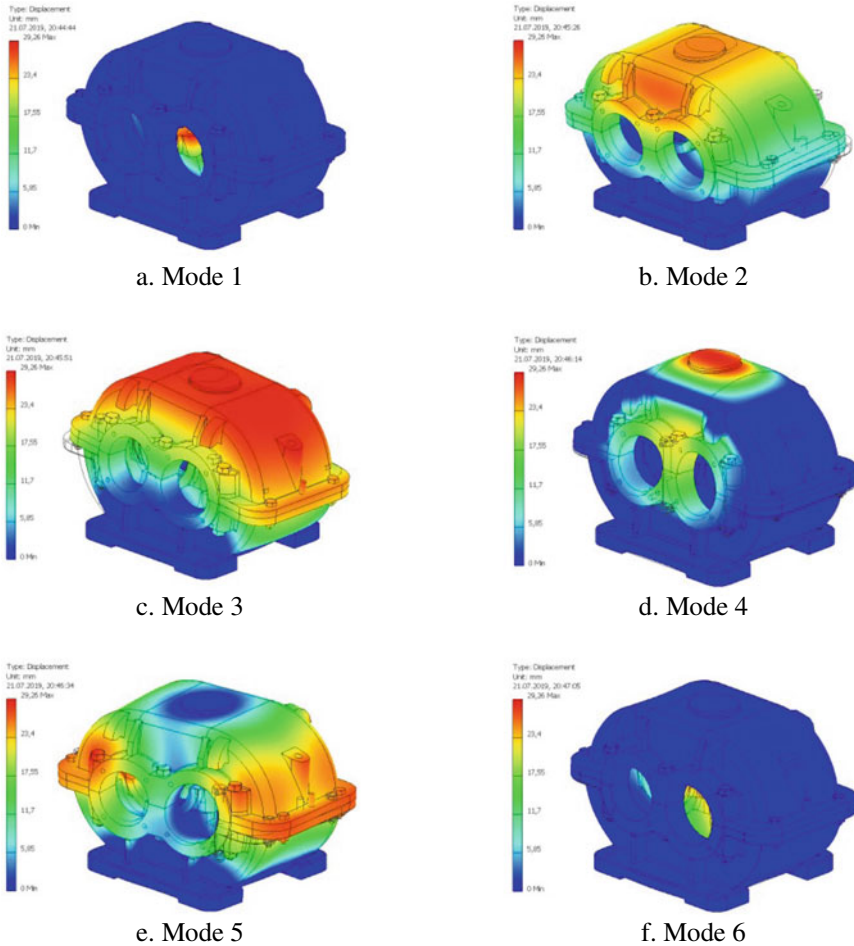 Type: Displacement
Unit: mm
21.07.2019, 20:44:44
29,26 Max
23,4
17,55
11,7
5,85
0 Min
a. Mode 1
Type: Displacement
Unit: mm
21.07.2019, 20:45:26
29,26 Max
23,4
17,55
11,7
5,85
0 Min
b. Mode 2
Type: Displacement
Unit: mm
21.07.2019, 20:45:51
29,26 Max
23,4
17,55
11,7
5,85
0 Min
c. Mode 3
Type: Displacement
Unit: mm
21.07.2019, 20:46:14
29,26 Max
23,4
17,55
11,7
5,85
0 Min
d. Mode 4
Type: Displacement
Unit: mm
21.07.2019, 20:46:34
29,26 Max
23,4
17,55
11,7
5,85
0 Min
e. Mode 5
Type: Displacement
Unit: mm
21.07.2019, 20:47:05
29,26 Max
23,4
17,55
11,7
5,85
0 Min
f. Mode 6